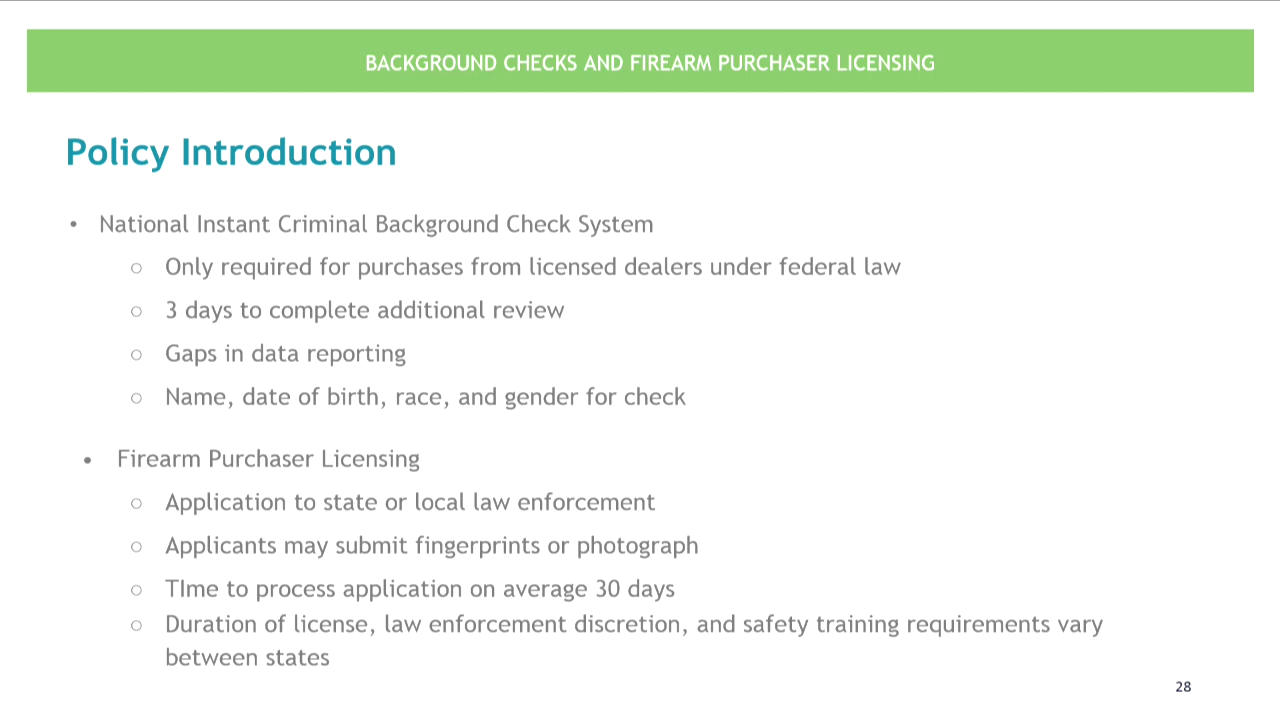 BACKGROUND CHECKS AND FIREARM PURCHASER LICENSING
Policy Introduction
• National Instant Criminal Background Check System
○ Only required for purchases from licensed dealers under federal law
○ 3 days to complete additional review
○ Gaps in data reporting
○ Name, date of birth, race, and gender for check
• Firearm Purchaser Licensing
○ Application to state or local law enforcement
○ Applicants may submit fingerprints or photograph
○ TIme to process application on average 30 days
○ Duration of license, law enforcement discretion, and safety training requirements vary
between states
28